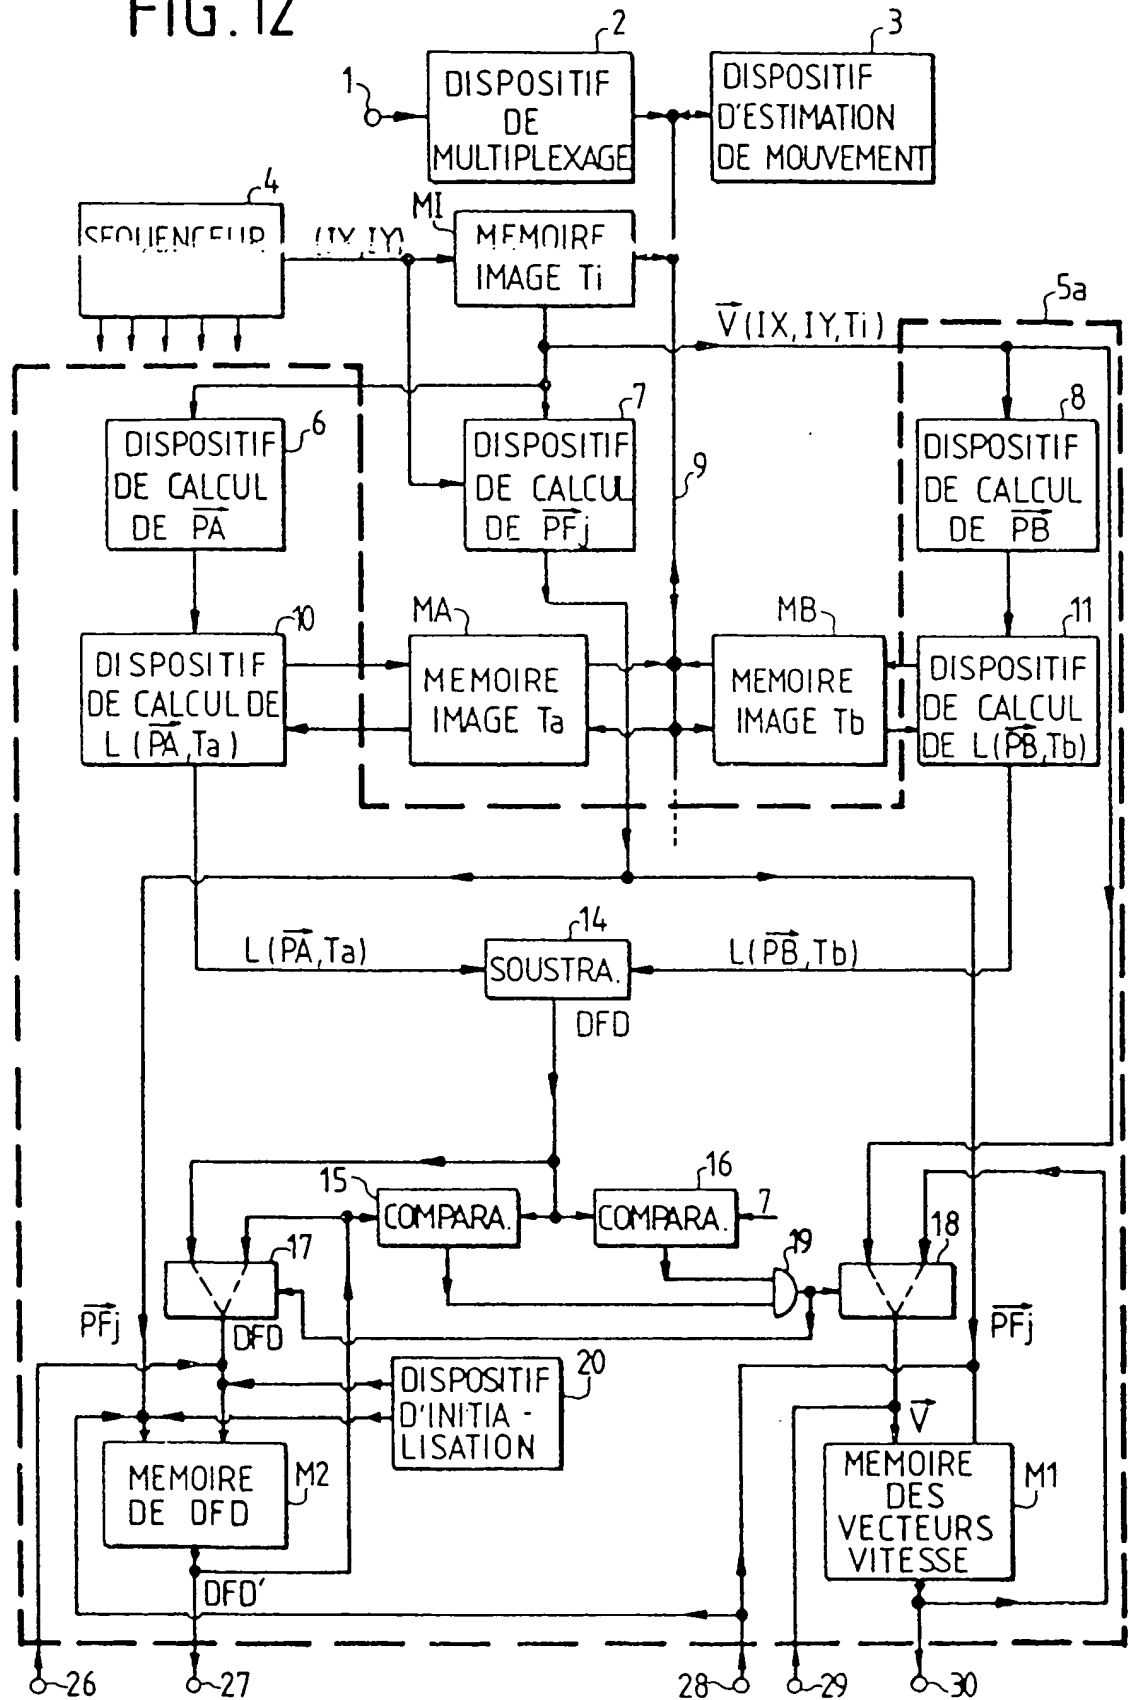 FIG. 12
1
2
DISPOSITIF
DE
MULTIPLEXAGE
3
DISPOSITIF
D'ESTIMATION
DE MOUVEMENT
4
SEQUENCEUR
(IX, IY)
MI
MEMOIRE
IMAGE Ti
V(IX, IY, Ti)
5a
6
DISPOSITIF
DE CALCUL
DE PA
7
DISPOSITIF
DE CALCUL
DE PFj
9
8
DISPOSITIF
DE CALCUL
DE PB
10
DISPOSITIF
DE CALCUL DE
L (PA, Ta)
MA
MEMOIRE
IMAGE Ta
MB
MEMOIRE
IMAGE Tb
11
DISPOSITIF
DE CALCUL
DE L(PB, Tb)
L(PA, Ta)
14
SOUSTRA.
L(PB, Tb)
DFD
15
COMPARA.
16
COMPARA.
7
17
19
18
PFj
DFD
PFj
20
DISPOSITIF
D'INITIA -
LISATION
V
M2
MEMOIRE
DE DFD
M1
MEMOIRE
DES
VECTEURS
VITESSE
DFD'
26
27
28
29
30